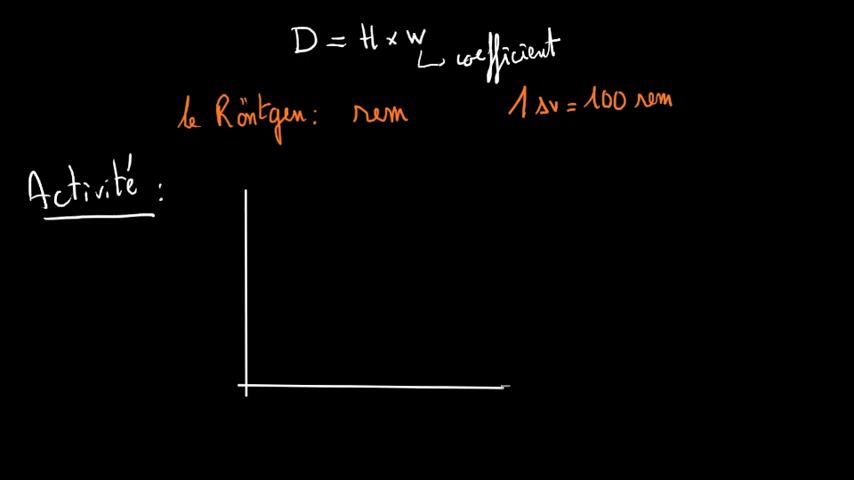 D = H × W
↳ coefficient
le Röntgen : rem 1 sv = 100 rem
Activité :